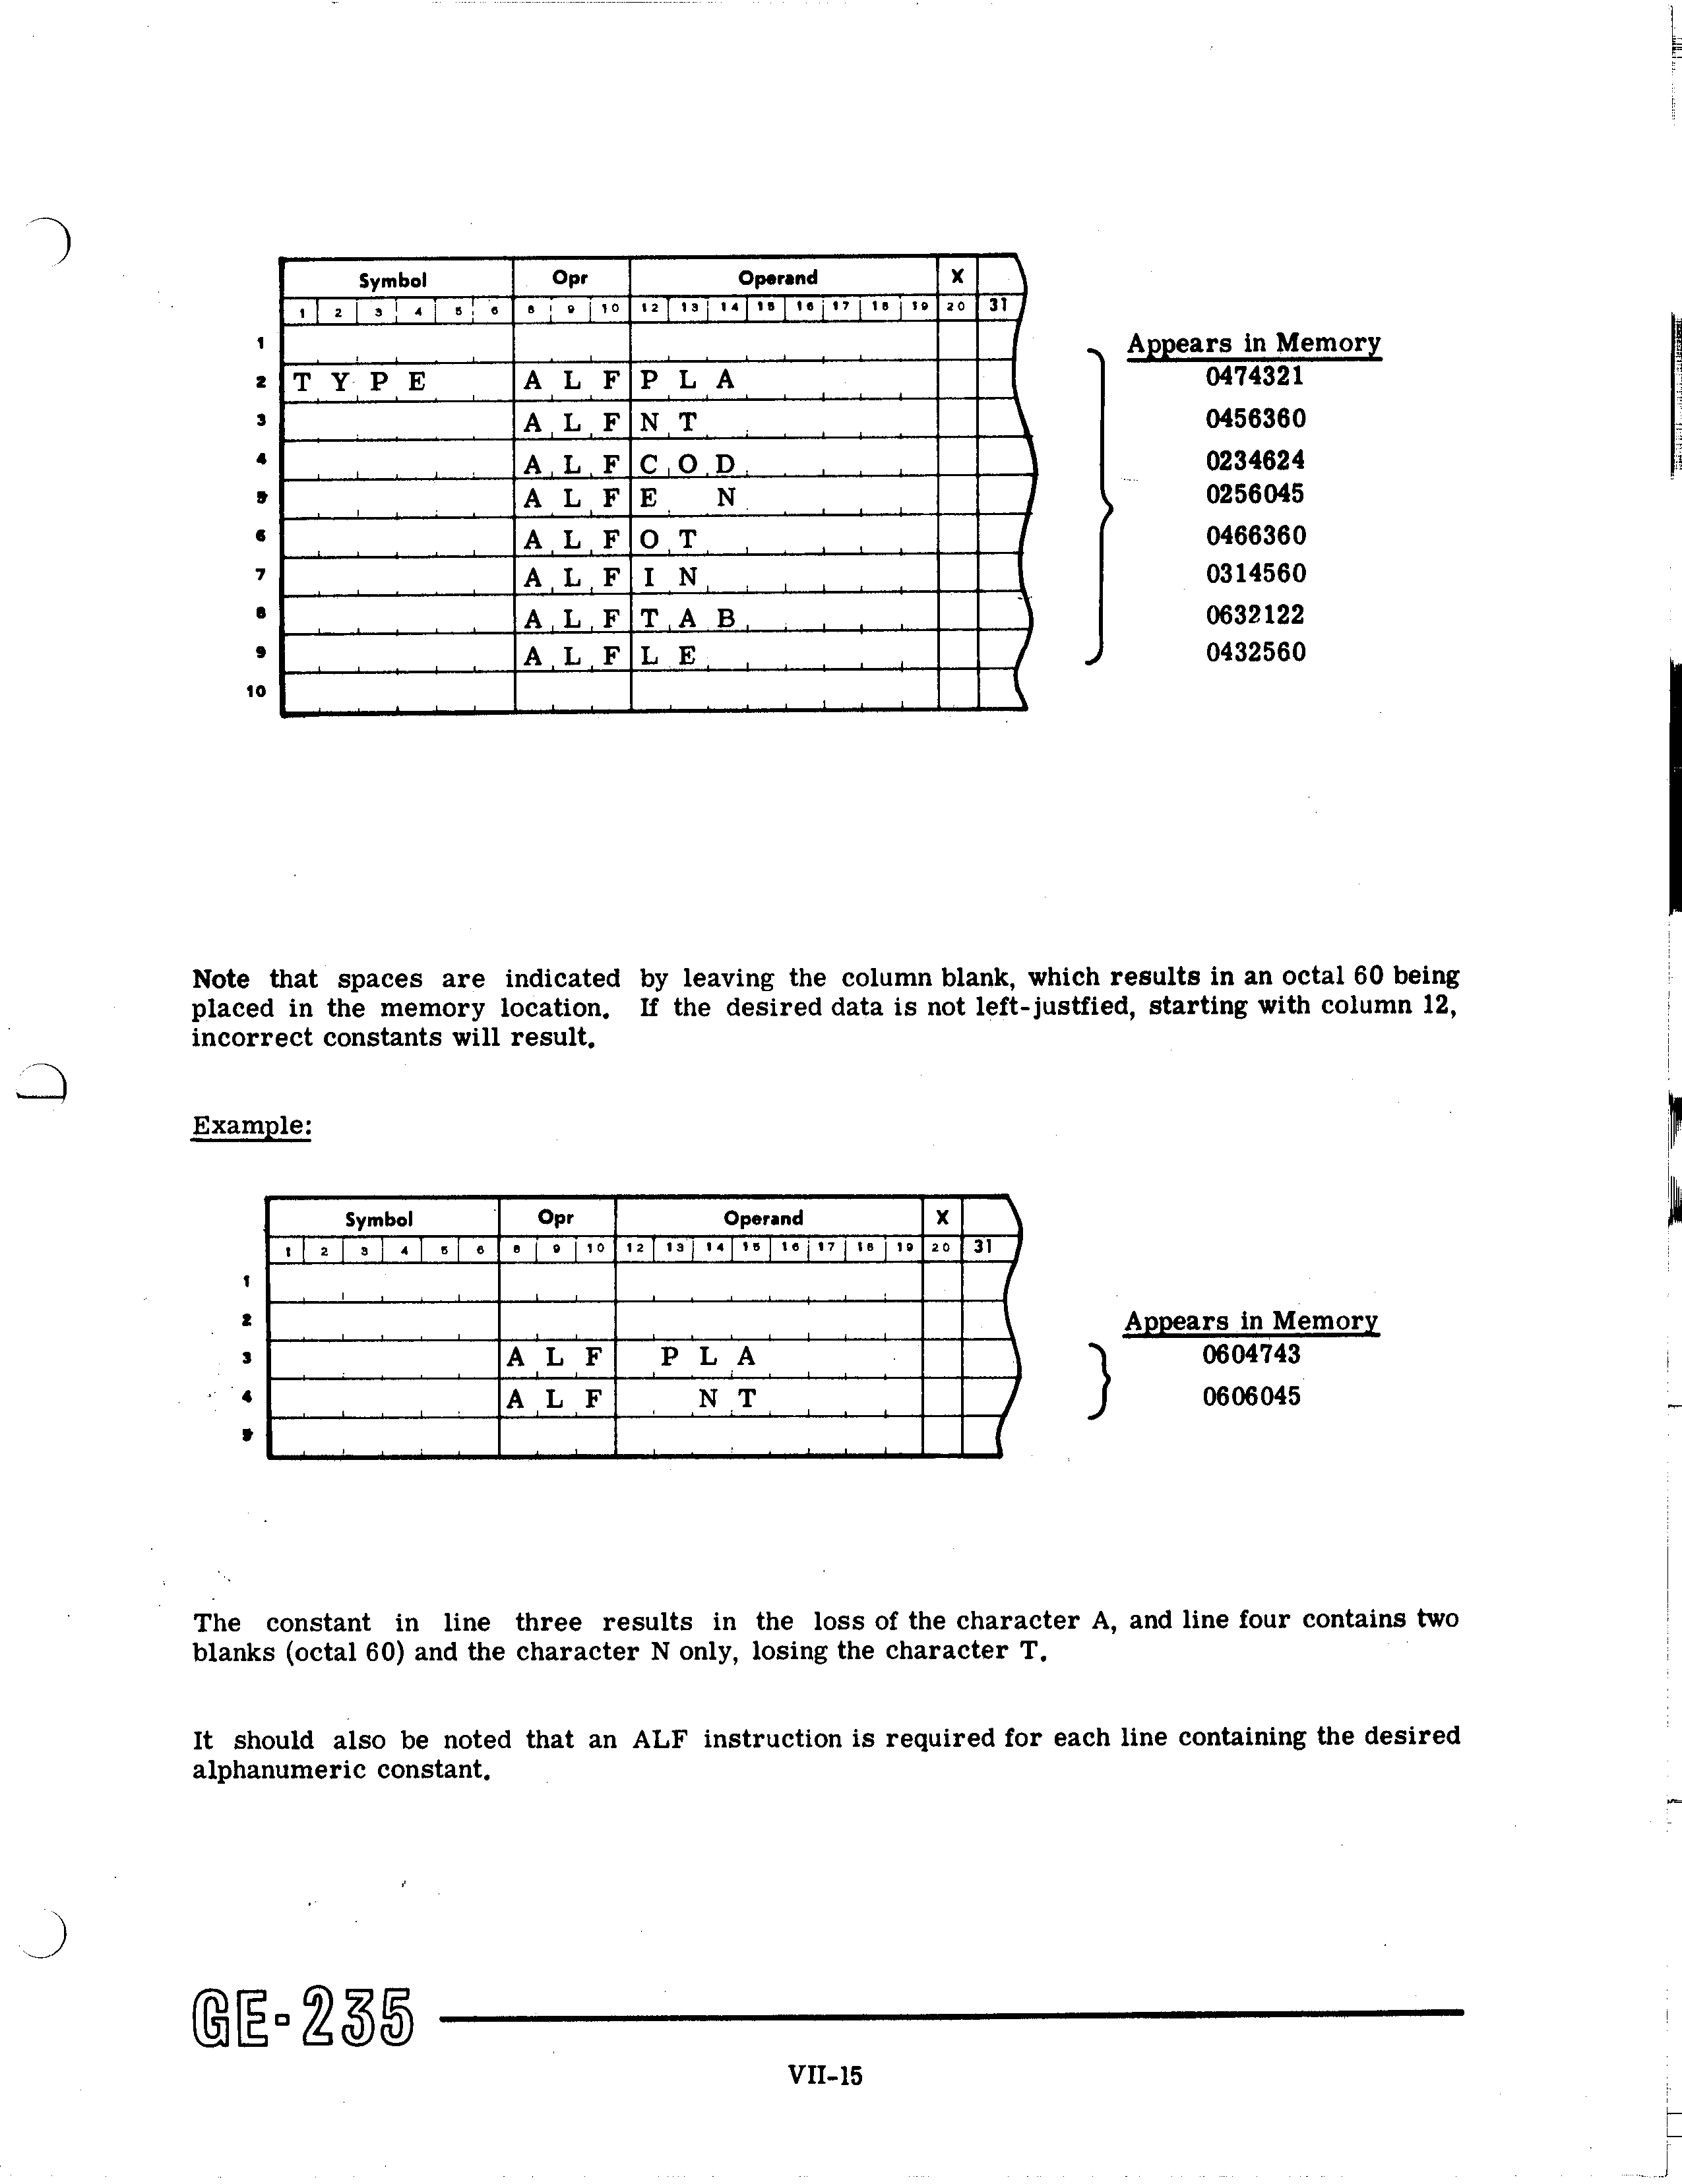 Symbol Opr Operand X
1 2 3 4 5 6 8 9 10 12 13 14 15 16 17 18 19 20 31
1
Appears in Memory
2 T Y P E A L F P L A 0474321
3 A L F N T 0456360
4 A L F C O D 0234624
5 A L F E N 0256045
6 A L F O T 0466360
7 A L F I N 0314560
8 A L F T A B 0632122
9 A L F L E 0432560
10
Note that spaces are indicated by leaving the column blank, which results in an octal 60 being
placed in the memory location. If the desired data is not left-justfied, starting with column 12,
incorrect constants will result.
Example:
Symbol Opr Operand X
1 2 3 4 5 6 8 9 10 12 13 14 15 16 17 18 19 20 31
1
2 Appears in Memory
3 A L F P L A 0604743
4 A L F N T 0606045
5
The constant in line three results in the loss of the character A, and line four contains two
blanks (octal 60) and the character N only, losing the character T.
It should also be noted that an ALF instruction is required for each line containing the desired
alphanumeric constant.
GE-235
VII-15